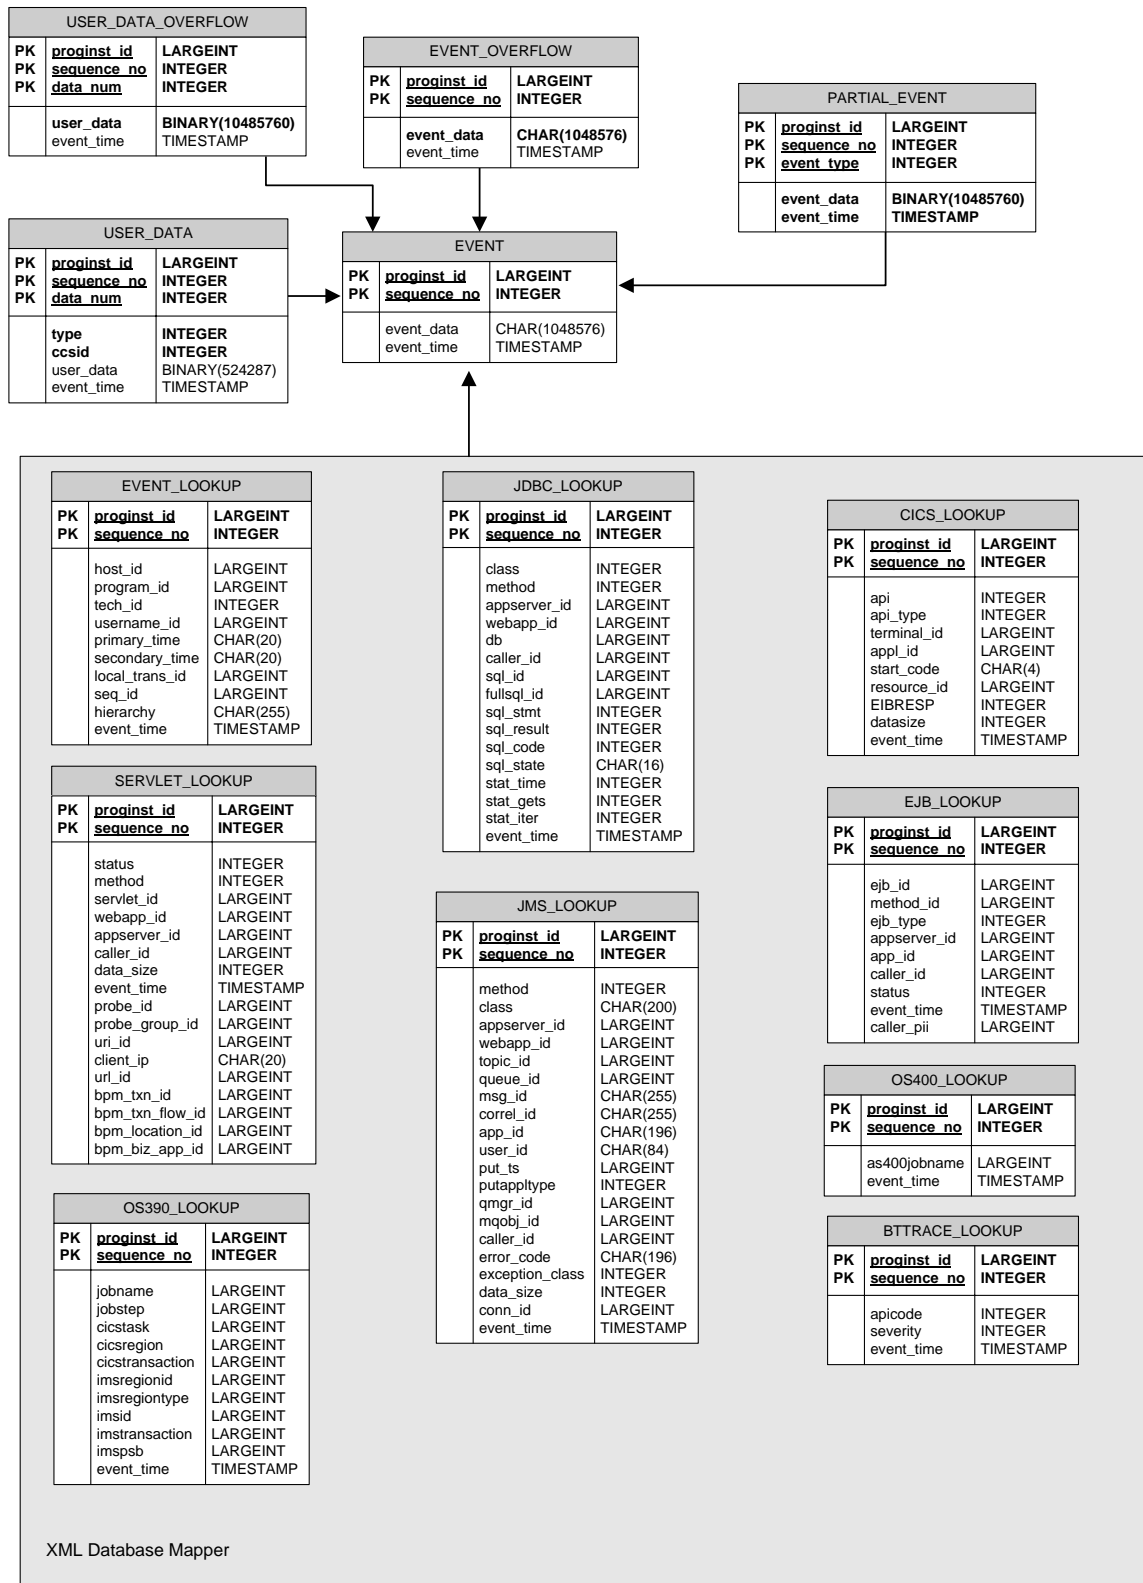 USER_DATA_OVERFLOW
PK proginst_id LARGEINT
PK sequence_no INTEGER
PK data_num INTEGER
user_data BINARY(10485760)
event_time TIMESTAMP
EVENT_OVERFLOW
PK proginst_id LARGEINT
PK sequence_no INTEGER
event_data CHAR(1048576)
event_time TIMESTAMP
PARTIAL_EVENT
PK proginst_id LARGEINT
PK sequence_no INTEGER
PK event_type INTEGER
event_data BINARY(10485760)
event_time TIMESTAMP
USER_DATA
PK proginst_id LARGEINT
PK sequence_no INTEGER
PK data_num INTEGER
type INTEGER
ccsid INTEGER
user_data BINARY(524287)
event_time TIMESTAMP
EVENT
PK proginst_id LARGEINT
PK sequence_no INTEGER
event_data CHAR(1048576)
event_time TIMESTAMP
EVENT_LOOKUP
PK proginst_id LARGEINT
PK sequence_no INTEGER
host_id LARGEINT
program_id LARGEINT
tech_id INTEGER
username_id LARGEINT
primary_time CHAR(20)
secondary_time CHAR(20)
local_trans_id LARGEINT
seq_id LARGEINT
hierarchy CHAR(255)
event_time TIMESTAMP
SERVLET_LOOKUP
PK proginst_id LARGEINT
PK sequence_no INTEGER
status INTEGER
method INTEGER
servlet_id LARGEINT
webapp_id LARGEINT
appserver_id LARGEINT
caller_id LARGEINT
data_size INTEGER
event_time TIMESTAMP
probe_id LARGEINT
probe_group_id LARGEINT
uri_id LARGEINT
client_ip CHAR(20)
url_id LARGEINT
bpm_txn_id LARGEINT
bpm_txn_flow_id LARGEINT
bpm_location_id LARGEINT
bpm_biz_app_id LARGEINT
OS390_LOOKUP
PK proginst_id LARGEINT
PK sequence_no INTEGER
jobname LARGEINT
jobstep LARGEINT
cicstask LARGEINT
cicsregion LARGEINT
cicstransaction LARGEINT
imsregionid LARGEINT
imsregiontype LARGEINT
imsid LARGEINT
imstransaction LARGEINT
imspsb LARGEINT
event_time TIMESTAMP
JDBC_LOOKUP
PK proginst_id LARGEINT
PK sequence_no INTEGER
class INTEGER
method INTEGER
appserver_id LARGEINT
webapp_id LARGEINT
db LARGEINT
caller_id LARGEINT
sql_id LARGEINT
fullsql_id LARGEINT
sql_stmt INTEGER
sql_result INTEGER
sql_code INTEGER
sql_state CHAR(16)
stat_time INTEGER
stat_gets INTEGER
stat_iter INTEGER
event_time TIMESTAMP
JMS_LOOKUP
PK proginst_id LARGEINT
PK sequence_no INTEGER
method INTEGER
class CHAR(200)
appserver_id LARGEINT
webapp_id LARGEINT
topic_id LARGEINT
queue_id LARGEINT
msg_id CHAR(255)
correl_id CHAR(255)
app_id CHAR(196)
user_id CHAR(84)
put_ts LARGEINT
putappltype INTEGER
qmgr_id LARGEINT
mqobj_id LARGEINT
caller_id LARGEINT
error_code CHAR(196)
exception_class INTEGER
data_size INTEGER
conn_id LARGEINT
event_time TIMESTAMP
CICS_LOOKUP
PK proginst_id LARGEINT
PK sequence_no INTEGER
api INTEGER
api_type INTEGER
terminal_id LARGEINT
appl_id LARGEINT
start_code CHAR(4)
resource_id LARGEINT
EIBRESP INTEGER
datasize INTEGER
event_time TIMESTAMP
EJB_LOOKUP
PK proginst_id LARGEINT
PK sequence_no INTEGER
ejb_id LARGEINT
method_id LARGEINT
ejb_type INTEGER
appserver_id LARGEINT
app_id LARGEINT
caller_id LARGEINT
status INTEGER
event_time TIMESTAMP
caller_pii LARGEINT
OS400_LOOKUP
PK proginst_id LARGEINT
PK sequence_no INTEGER
as400jobname LARGEINT
event_time TIMESTAMP
BTTRACE_LOOKUP
PK proginst_id LARGEINT
PK sequence_no INTEGER
apicode INTEGER
severity INTEGER
event_time TIMESTAMP
XML Database Mapper